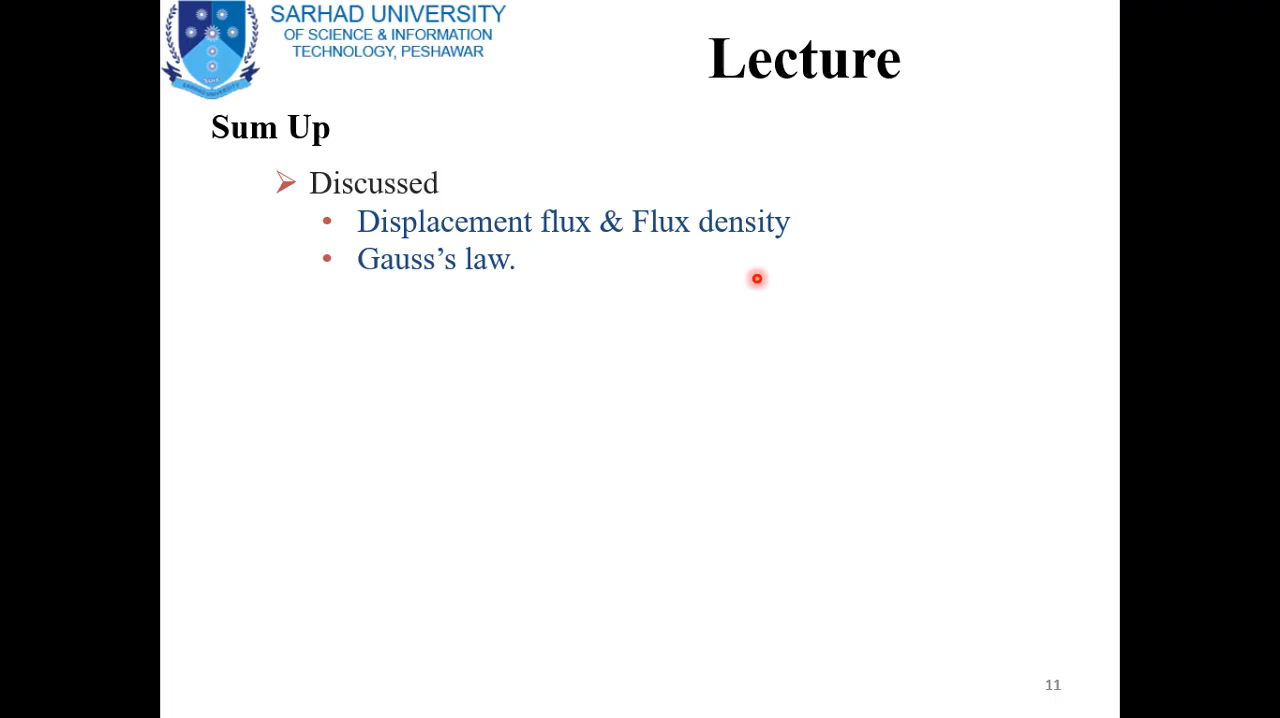 SARHAD UNIVERSITY
OF SCIENCE & INFORMATION
TECHNOLOGY, PESHAWAR
Lecture
Sum Up
Discussed
Displacement flux & Flux density
Gauss’s law.
11